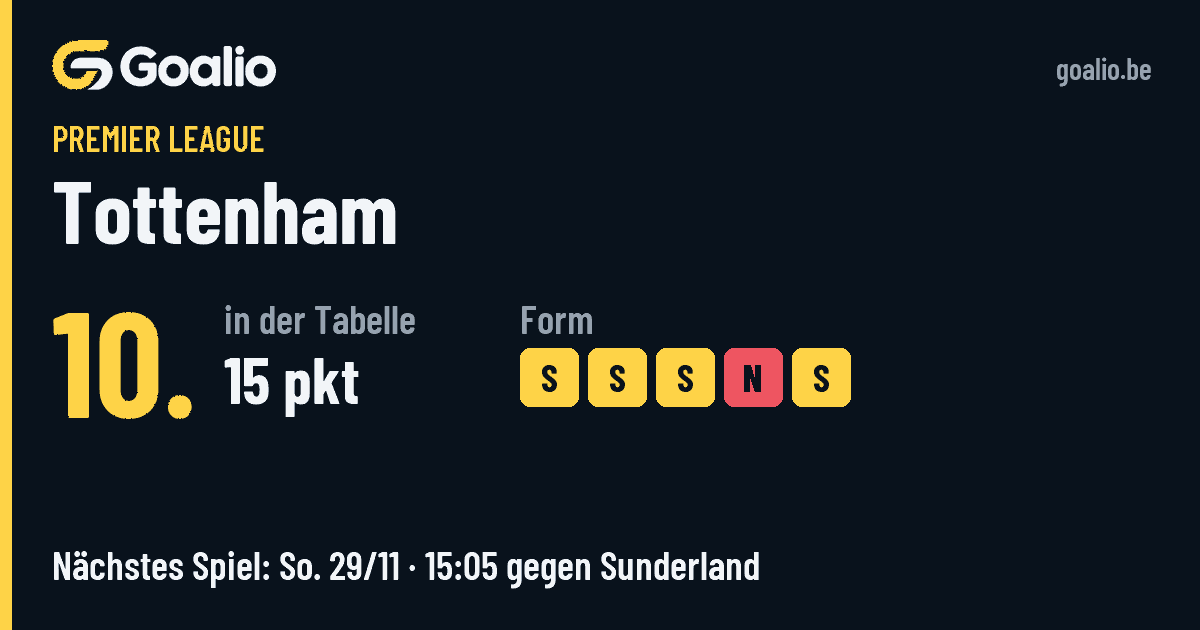 Goalio
goalio.be
PREMIER LEAGUE
Tottenham
10.
in der Tabelle
15 pkt
Form
S S S N S
Nächstes Spiel: So. 29/11 · 15:05 gegen Sunderland